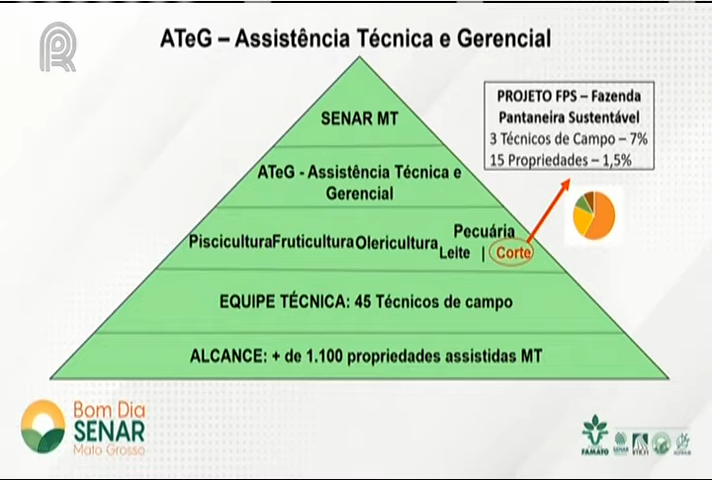 ATeG – Assistência Técnica e Gerencial
PROJETO FPS – Fazenda
Pantaneira Sustentável
3 Técnicos de Campo – 7%
15 Propriedades – 1,5%
SENAR MT
ATeG - Assistência Técnica e
Gerencial
Piscicultura Fruticultura Olericultura Pecuária
Leite | Corte
EQUIPE TÉCNICA: 45 Técnicos de campo
ALCANCE: + de 1.100 propriedades assistidas MT
Bom Dia
SENAR
Mato Grosso
FAMATO
SENAR